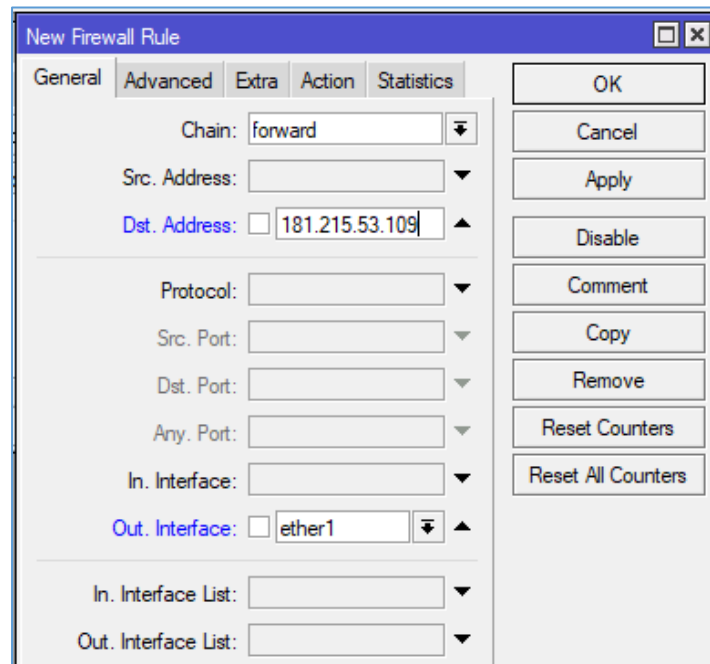 New Firewall Rule
General Advanced Extra Action Statistics
Chain: forward
Src. Address:
Dst. Address: 181.215.53.109
Protocol:
Src. Port:
Dst. Port:
Any. Port:
In. Interface:
Out. Interface: ether1
In. Interface List:
Out. Interface List:
OK
Cancel
Apply
Disable
Comment
Copy
Remove
Reset Counters
Reset All Counters